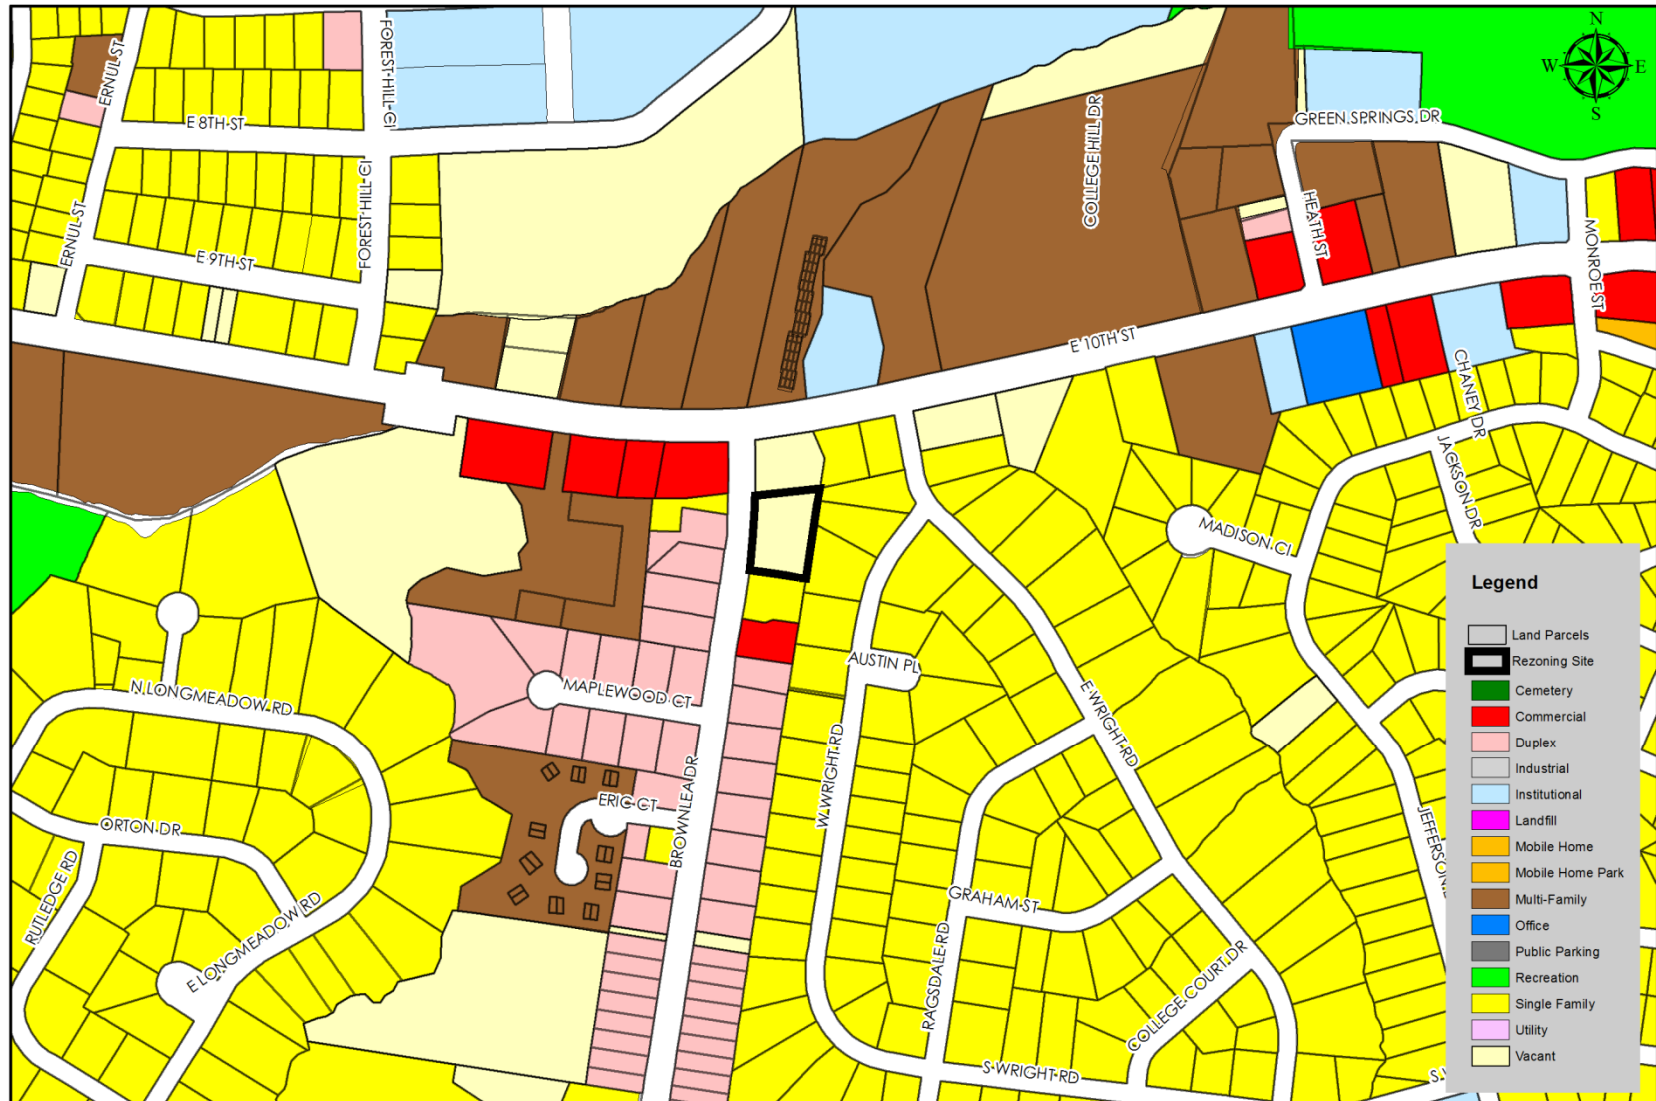 N
W E
S
ERNUL ST
FOREST HILL CI
E 8TH ST
COLLEGE HILL DR
GREEN SPRINGS DR
FOREST HILL CI
ERNUL ST
HEATH ST
MONROE ST
E 9TH ST
E 10TH ST
CHANEY DR
JACKSON DR
MADISON CI
Legend
Land Parcels
Rezoning Site
Cemetery
Commercial
Duplex
Industrial
Institutional
Landfill
Mobile Home
Mobile Home Park
Multi-Family
Office
Public Parking
Recreation
Single Family
Utility
Vacant
AUSTIN PL
N LONGMEADOW RD
MAPLEWOOD CT
E WRIGHT RD
W WRIGHT RD
ERIC CT
BROWNLEA DR
ORTON DR
JEFFERSON
RUTLEDGE RD
GRAHAM ST
E LONGMEADOW RD
RAGSDALE RD
COLLEGE COURT DR
S WRIGHT RD